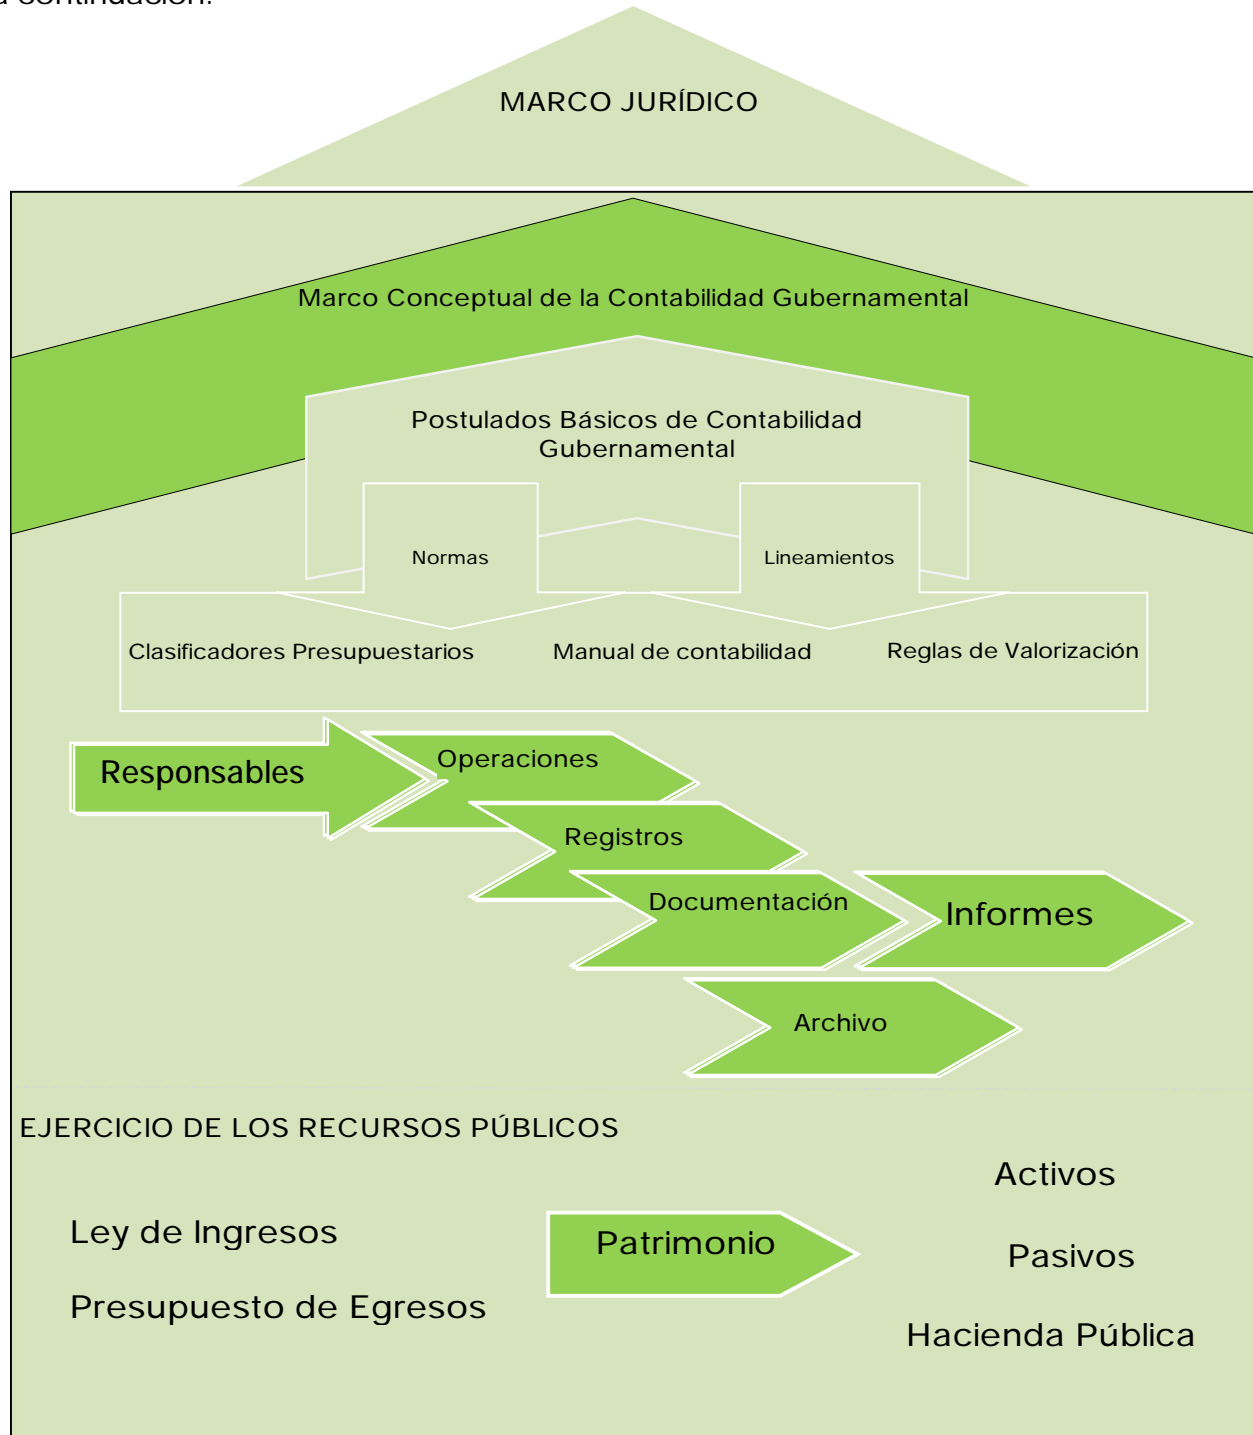 a continuación:
MARCO JURÍDICO
Marco Conceptual de la Contabilidad Gubernamental
Postulados Básicos de Contabilidad
Gubernamental
Normas
Lineamientos
Clasificadores Presupuestarios
Manual de contabilidad
Reglas de Valorización
Responsables
Operaciones
Registros
Documentación
Informes
Archivo
EJERCICIO DE LOS RECURSOS PÚBLICOS
Activos
Ley de Ingresos
Patrimonio
Pasivos
Presupuesto de Egresos
Hacienda Pública